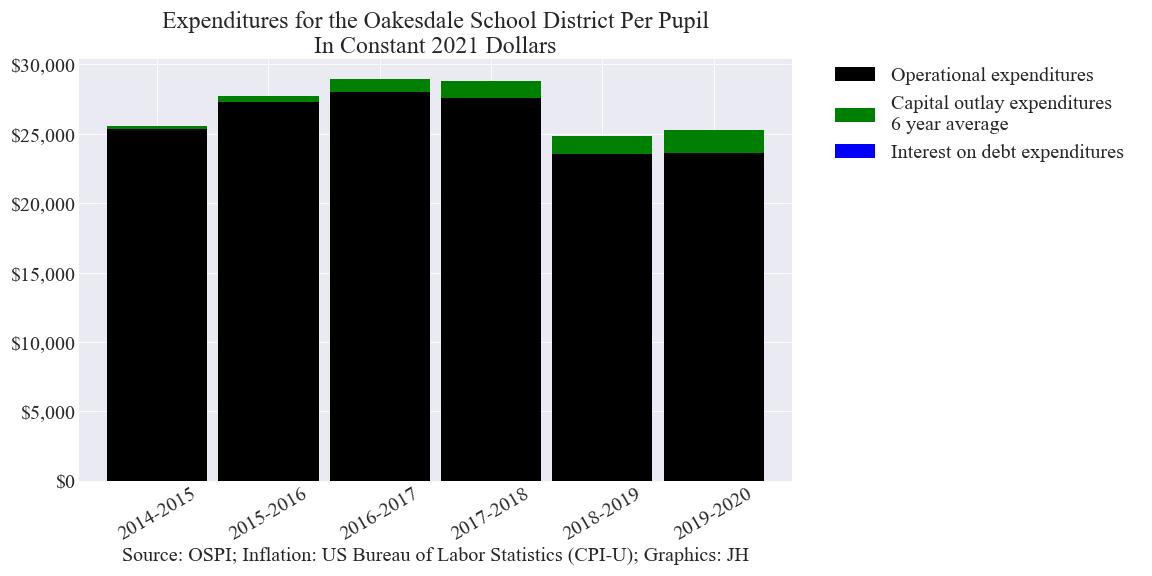 Expenditures for the Oakesdale School District Per Pupil
In Constant 2021 Dollars
$30,000
$25,000
$20,000
$15,000
$10,000
$5,000
$0
2014-2015
2015-2016
2016-2017
2017-2018
2018-2019
2019-2020
Source: OSPI; Inflation: US Bureau of Labor Statistics (CPI-U); Graphics: JH
Operational expenditures
Capital outlay expenditures
6 year average
Interest on debt expenditures